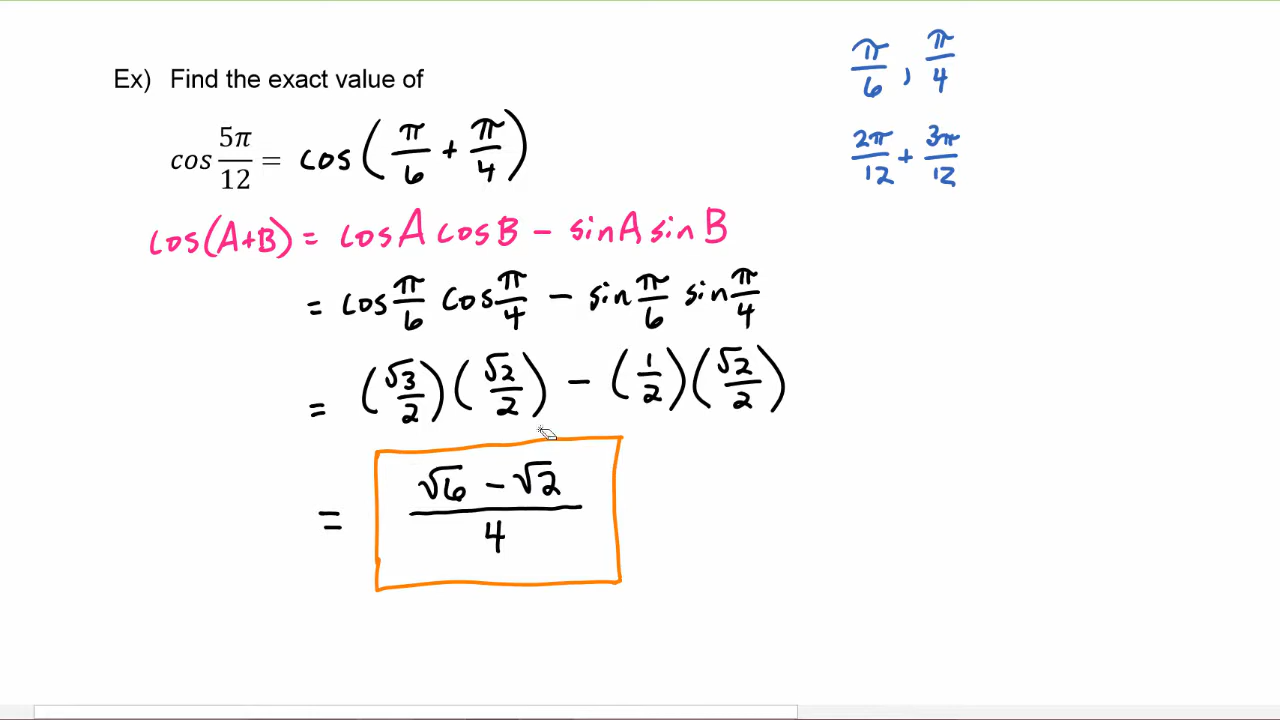 Ex) Find the exact value of
cos 5π/12 = cos(π/6 + π/4)
cos(A+B) = cosA cosB − sinA sinB
= cos π/6 cos π/4 − sin π/6 sin π/4
= (√3/2)(√2/2) − (1/2)(√2/2)
= (√6 − √2)/4
π/6 , π/4
2π/12 + 3π/12